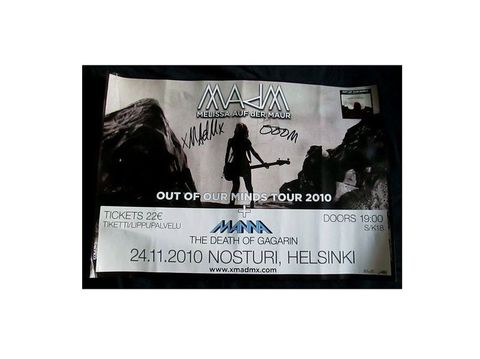 MAdM
MELISSA AUF DER MAUR
xMAdMx
OUT OF OUR MINDS TOUR 2010
+
TICKETS 22€
TIKETTI/LIPPUPALVELU
MANNA
THE DEATH OF GAGARIN
DOORS 19:00
S/K18
24.11.2010 NOSTURI, HELSINKI
www.xmadmx.com